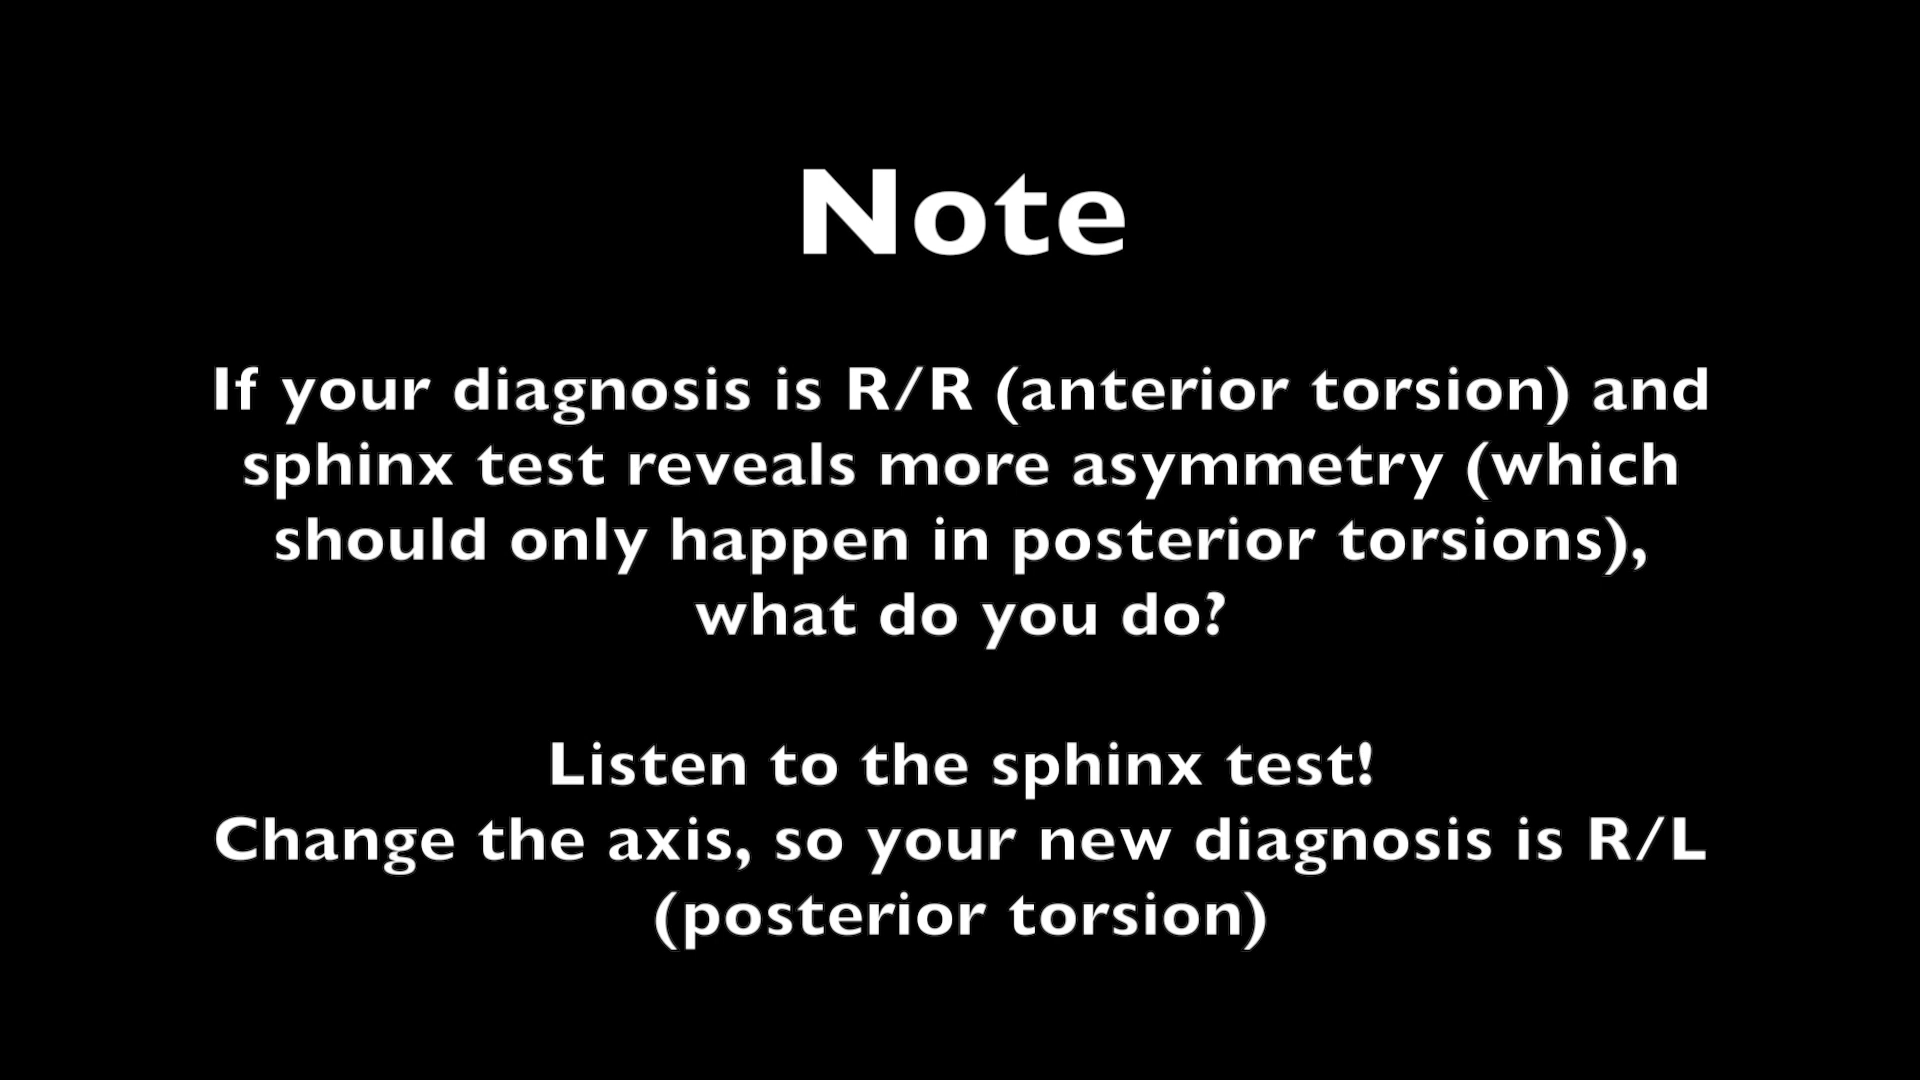 Note
If your diagnosis is R/R (anterior torsion) and
sphinx test reveals more asymmetry (which
should only happen in posterior torsions),
what do you do?
Listen to the sphinx test!
Change the axis, so your new diagnosis is R/L
(posterior torsion)